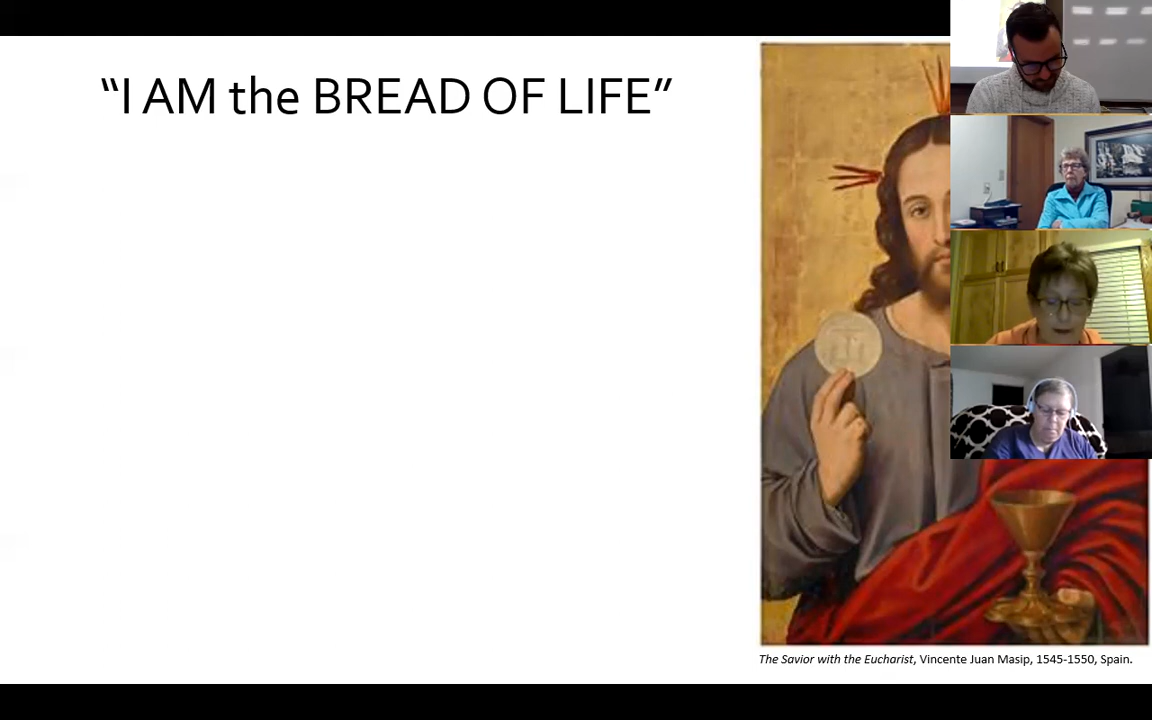 “I AM the BREAD OF LIFE”
The Savior with the Eucharist, Vincente Juan Masip, 1545-1550, Spain.